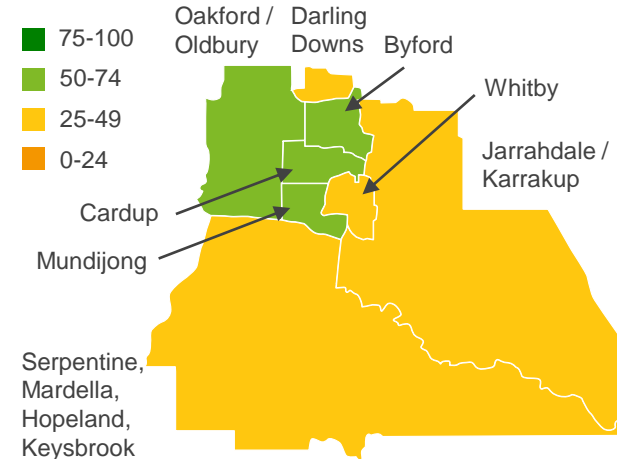 75-100
50-74
25-49
0-24
Oakford /
Oldbury
Darling
Downs
Byford
Whitby
Jarrahdale /
Karrakup
Cardup
Mundijong
Serpentine,
Mardella,
Hopeland,
Keysbrook